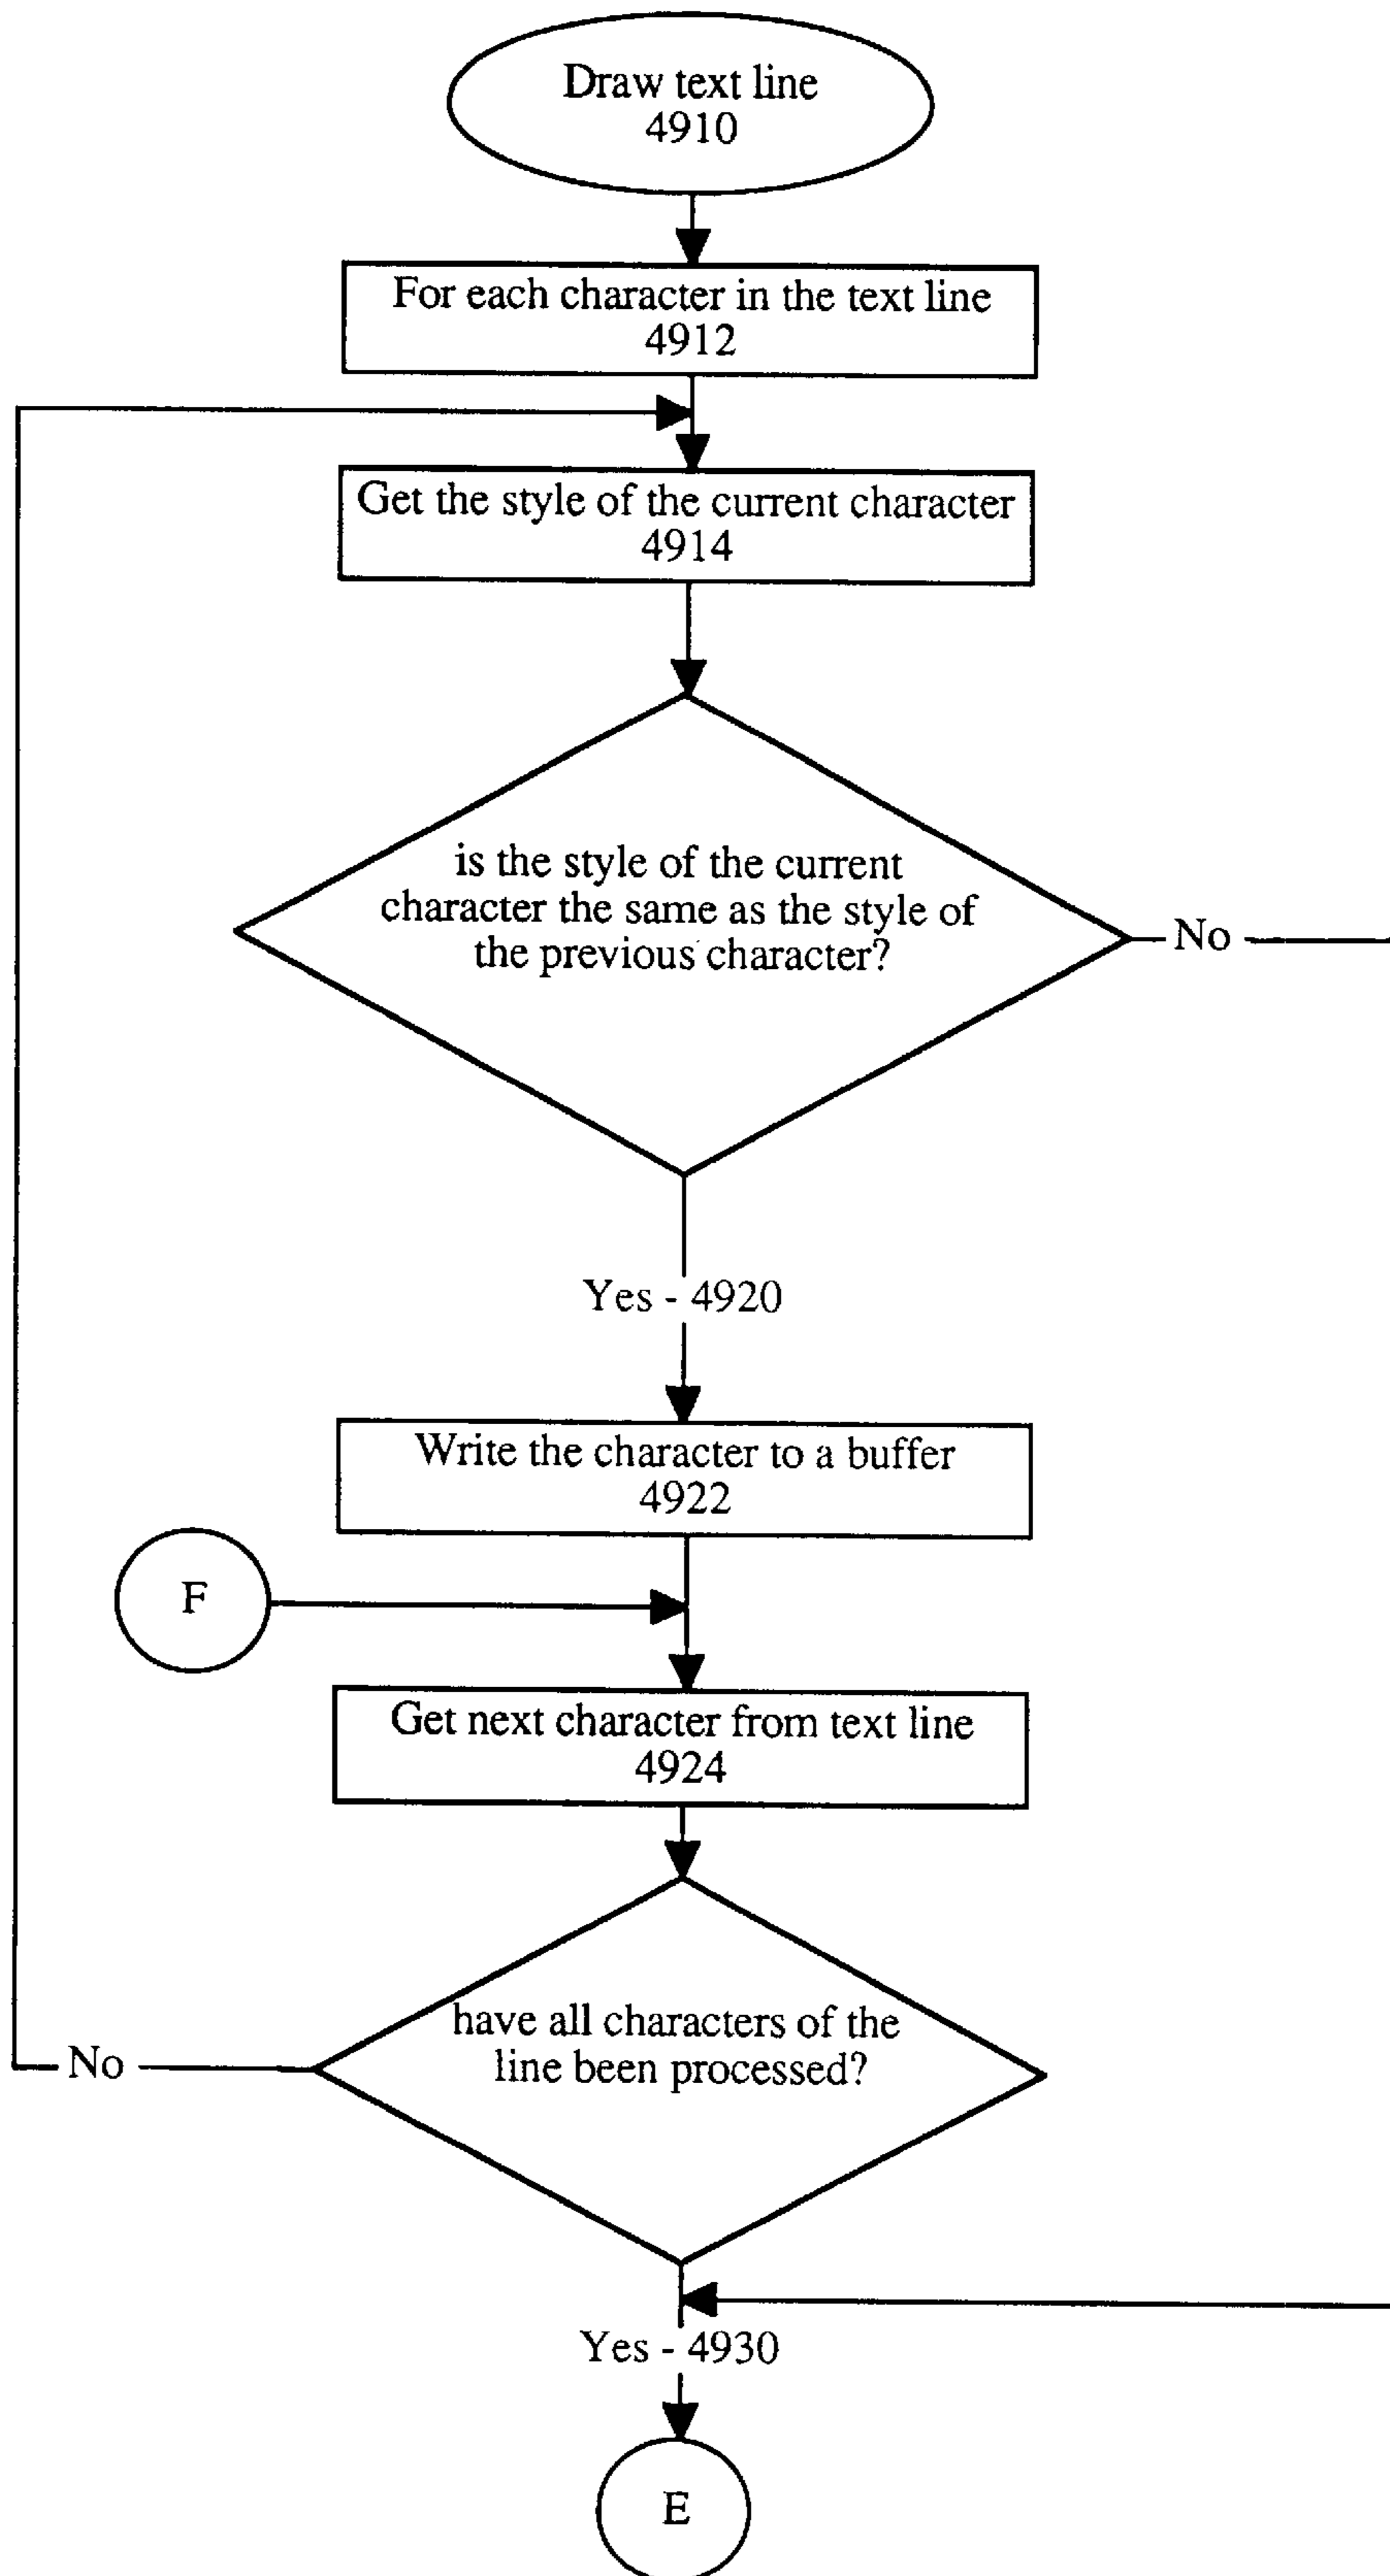 Draw text line
4910
For each character in the text line
4912
Get the style of the current character
4914
is the style of the current
character the same as the style of
the previous character?
No
Yes - 4920
Write the character to a buffer
4922
F
Get next character from text line
4924
have all characters of the
line been processed?
No
Yes - 4930
E